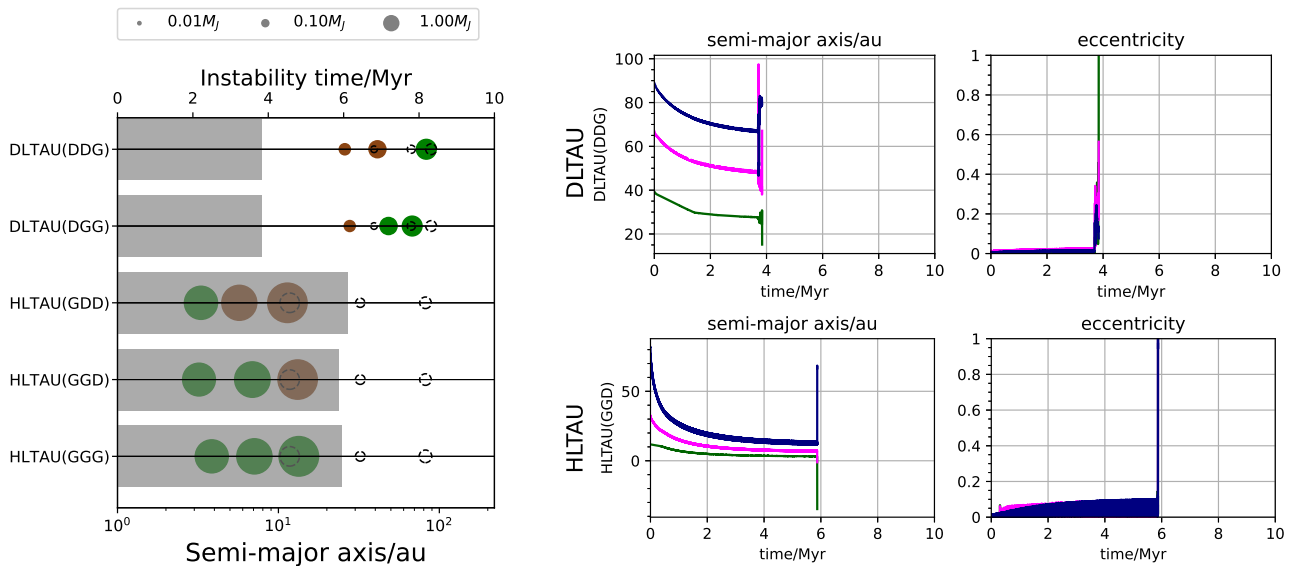 0.01M_J 0.10M_J 1.00M_J
Instability time/Myr
0 2 4 6 8 10
DLTAU(DDG)
DLTAU(DGG)
HLTAU(GDD)
HLTAU(GGD)
HLTAU(GGG)
10^0 10^1 10^2
Semi-major axis/au
semi-major axis/au
DLTAU
DLTAU(DDG)
100
80
60
40
20
0 2 4 6 8 10
time/Myr
eccentricity
1
0.8
0.6
0.4
0.2
0
0 2 4 6 8 10
time/Myr
semi-major axis/au
HLTAU
HLTAU(GGD)
50
0
0 2 4 6 8 10
time/Myr
eccentricity
1
0.8
0.6
0.4
0.2
0
0 2 4 6 8 10
time/Myr